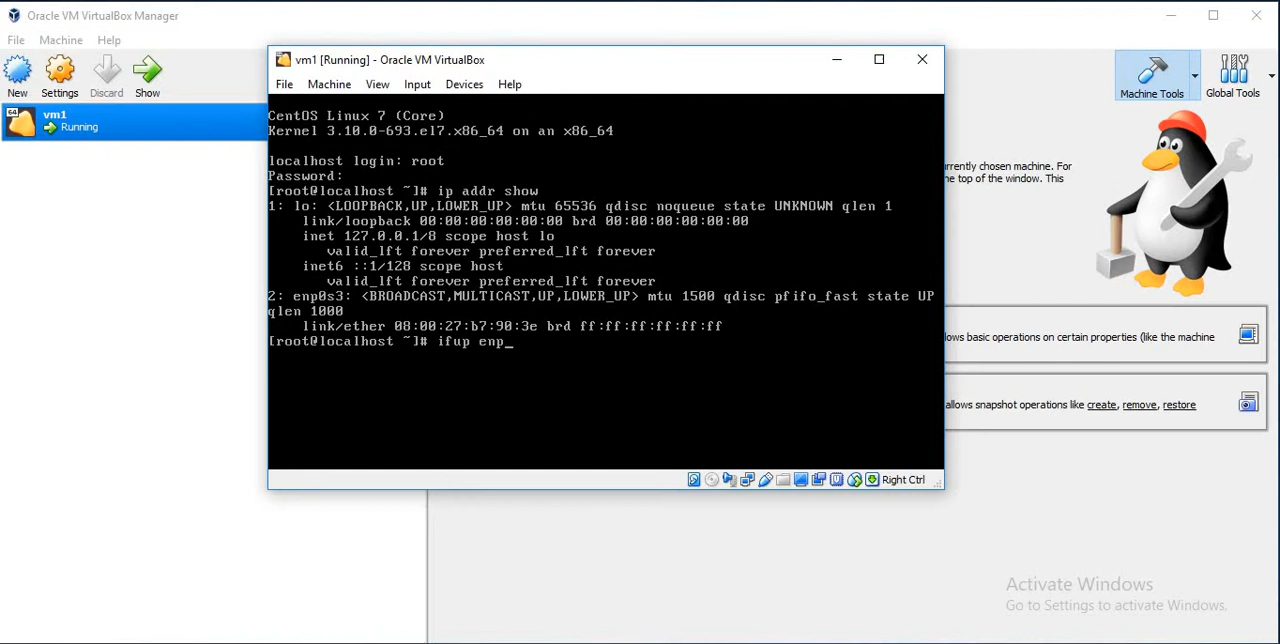 Oracle VM VirtualBox Manager
File Machine Help
New Settings Discard Show
Machine Tools Global Tools
64
vm1
Running
vm1 [Running] - Oracle VM VirtualBox
File Machine View Input Devices Help
CentOS Linux 7 (Core)
Kernel 3.10.0-693.el7.x86_64 on an x86_64
localhost login: root
Password:
[root@localhost ~]# ip addr show
1: lo: <LOOPBACK,UP,LOWER_UP> mtu 65536 qdisc noqueue state UNKNOWN qlen 1
link/loopback 00:00:00:00:00:00 brd 00:00:00:00:00:00
inet 127.0.0.1/8 scope host lo
valid_lft forever preferred_lft forever
inet6 ::1/128 scope host
valid_lft forever preferred_lft forever
2: enp0s3: <BROADCAST,MULTICAST,UP,LOWER_UP> mtu 1500 qdisc pfifo_fast state UP
qlen 1000
link/ether 08:00:27:b7:90:3e brd ff:ff:ff:ff:ff:ff
[root@localhost ~]# ifup enp_
Right Ctrl
currently chosen machine. For
the top of the window. This
lows basic operations on certain properties (like the machine
allows snapshot operations like create, remove, restore
Activate Windows
Go to Settings to activate Windows.